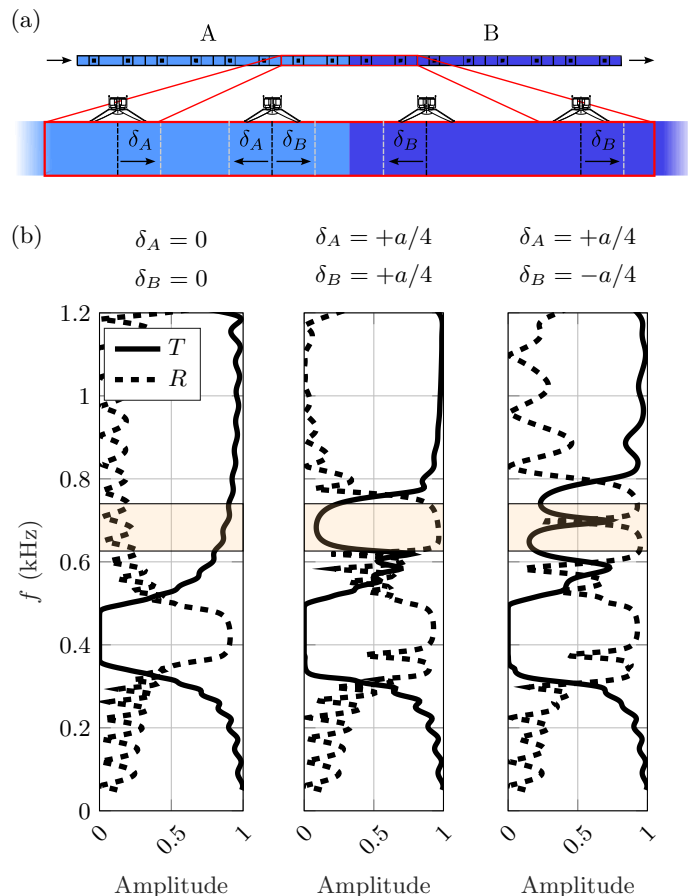 (a)
A
B
δ_A
δ_A
δ_B
δ_B
δ_B
(b)
δ_A = 0
δ_B = 0
δ_A = +a/4
δ_B = +a/4
δ_A = +a/4
δ_B = −a/4
f (kHz)
1.2
1
0.8
0.6
0.4
0.2
0
T
R
0
0.5
1
0
0.5
1
0
0.5
1
Amplitude
Amplitude
Amplitude